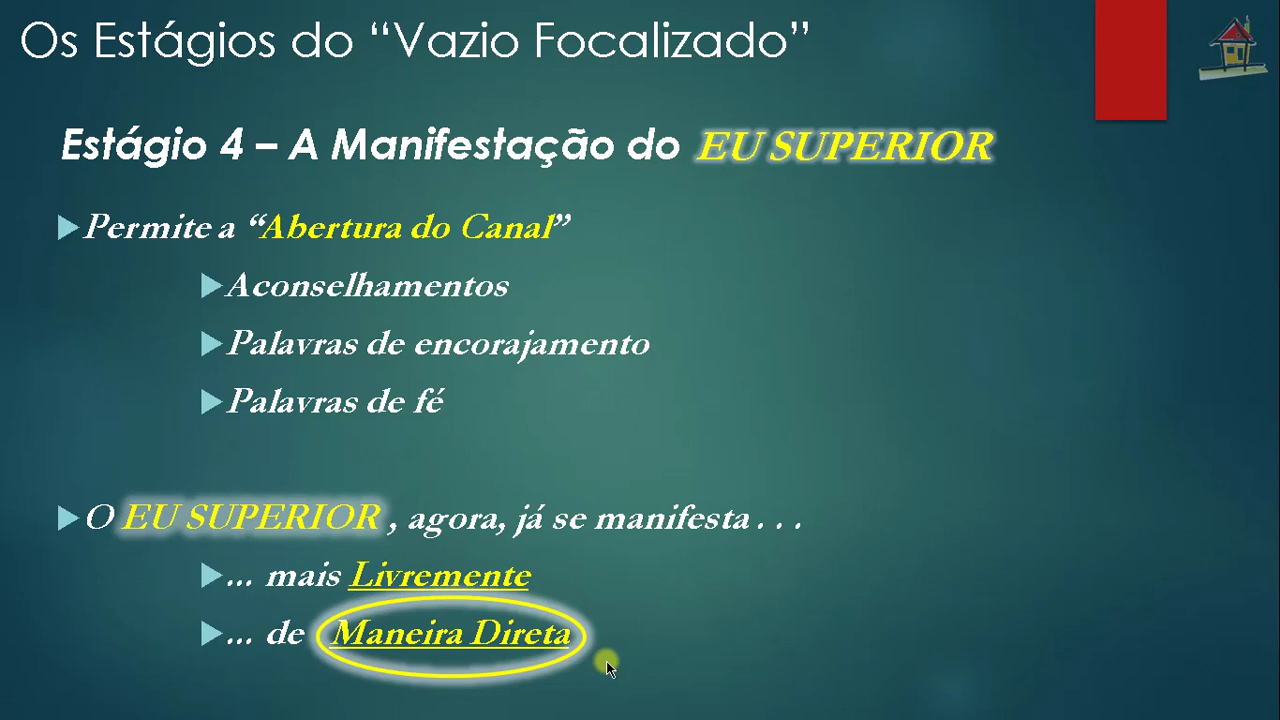 Os Estágios do “Vazio Focalizado”
Estágio 4 – A Manifestação do EU SUPERIOR
Permite a “Abertura do Canal”
Aconselhamentos
Palavras de encorajamento
Palavras de fé
O EU SUPERIOR , agora, já se manifesta . . .
... mais Livremente
... de Maneira Direta